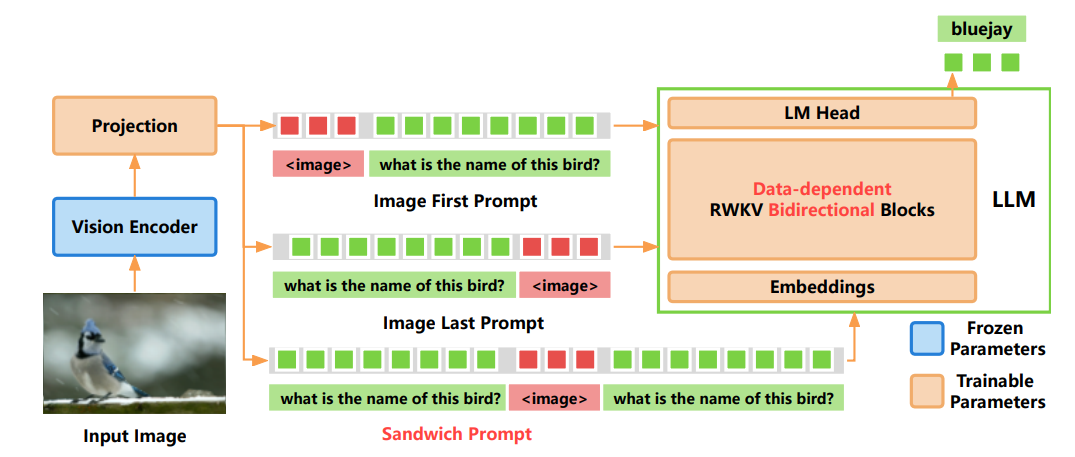 bluejay
Projection
LM Head
<image>
what is the name of this bird?
Image First Prompt
Data-dependent
RWKV Bidirectional Blocks
LLM
Vision Encoder
what is the name of this bird?
<image>
Image Last Prompt
Embeddings
Frozen
Parameters
what is the name of this bird?
<image>
what is the name of this bird?
Trainable
Parameters
Input Image
Sandwich Prompt